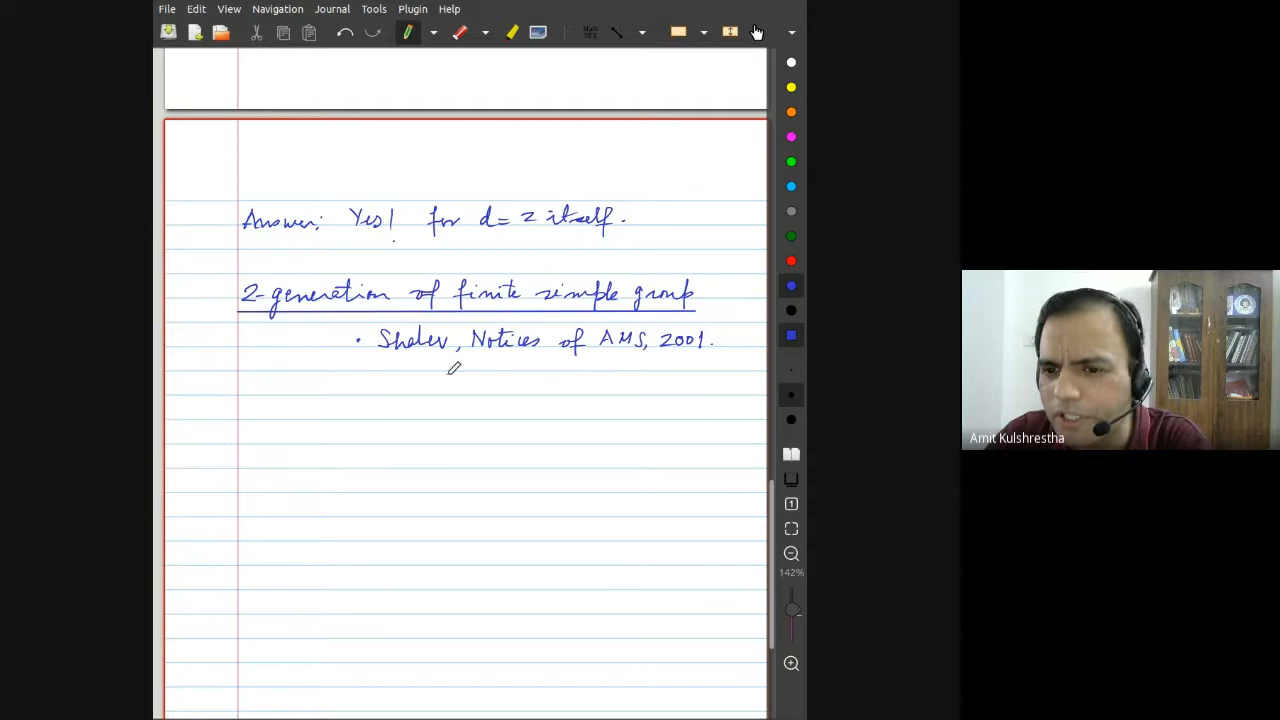 File Edit View Navigation Journal Tools Plugin Help
Answer: Yes! for d = 2 itself.
2-generation of finite simple group
• Shalev, Notices of AMS, 2001.
Amit Kulshrestha
142%